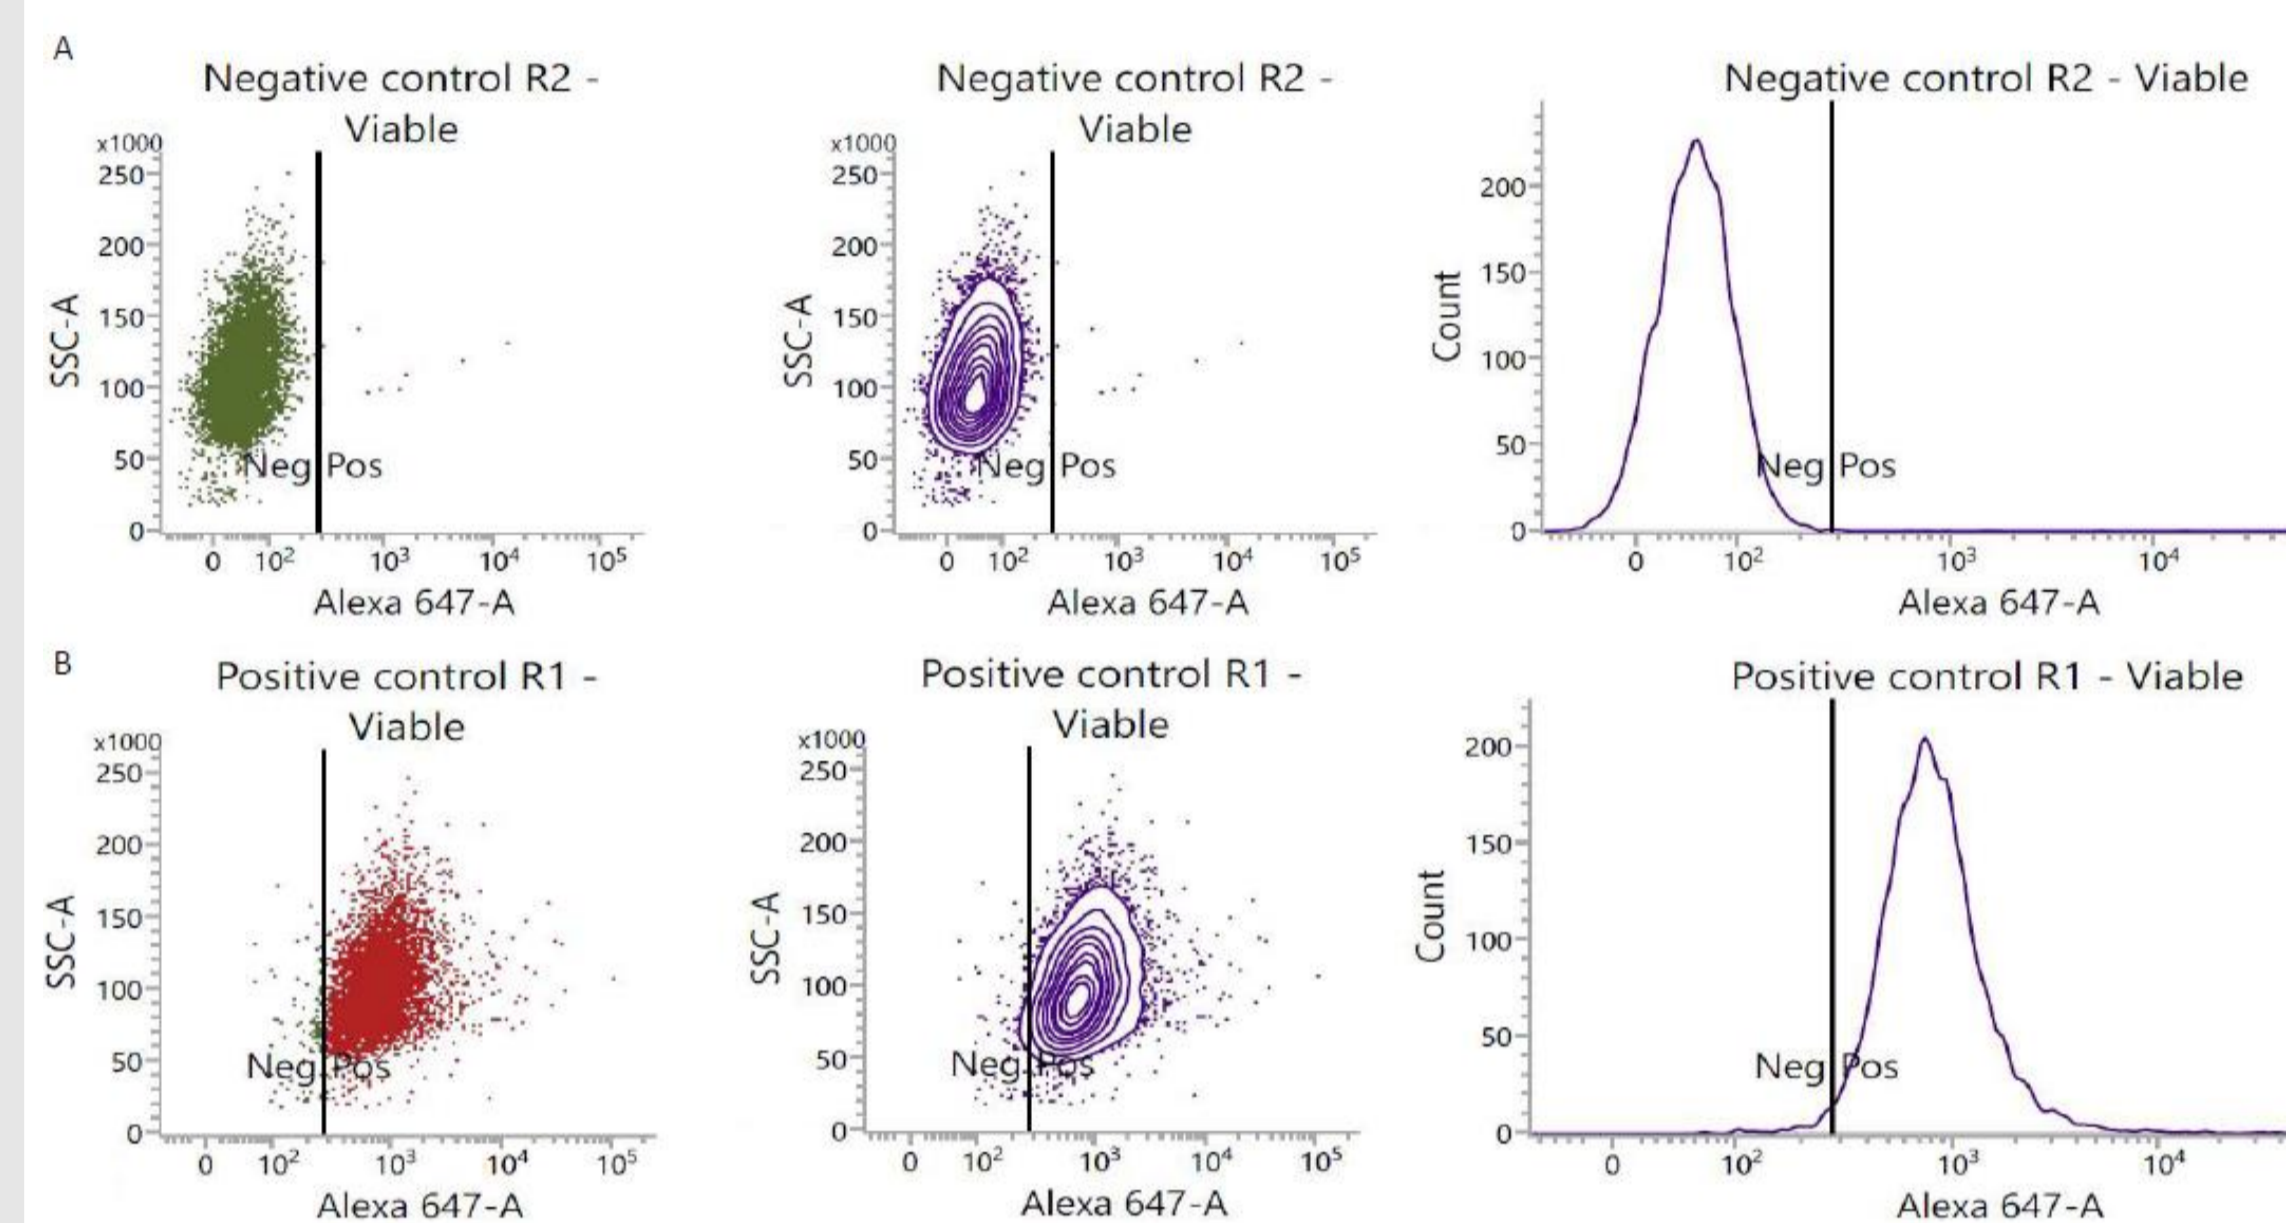 A
Negative control R2 -
Viable
x1000
250
200
150
100
50
0
SSC-A
Neg Pos
0 10² 10³ 10⁴ 10⁵
Alexa 647-A
Negative control R2 -
Viable
x1000
250
200
150
100
50
0
SSC-A
Neg Pos
0 10² 10³ 10⁴ 10⁵
Alexa 647-A
Negative control R2 - Viable
200
150
100
50
0
Count
Neg Pos
0 10² 10³ 10⁴
Alexa 647-A
B
Positive control R1 -
Viable
x1000
250
200
150
100
50
0
SSC-A
Neg Pos
0 10² 10³ 10⁴ 10⁵
Alexa 647-A
Positive control R1 -
Viable
x1000
250
200
150
100
50
0
SSC-A
Neg Pos
0 10² 10³ 10⁴ 10⁵
Alexa 647-A
Positive control R1 - Viable
200
150
100
50
0
Count
Neg Pos
0 10² 10³ 10⁴
Alexa 647-A